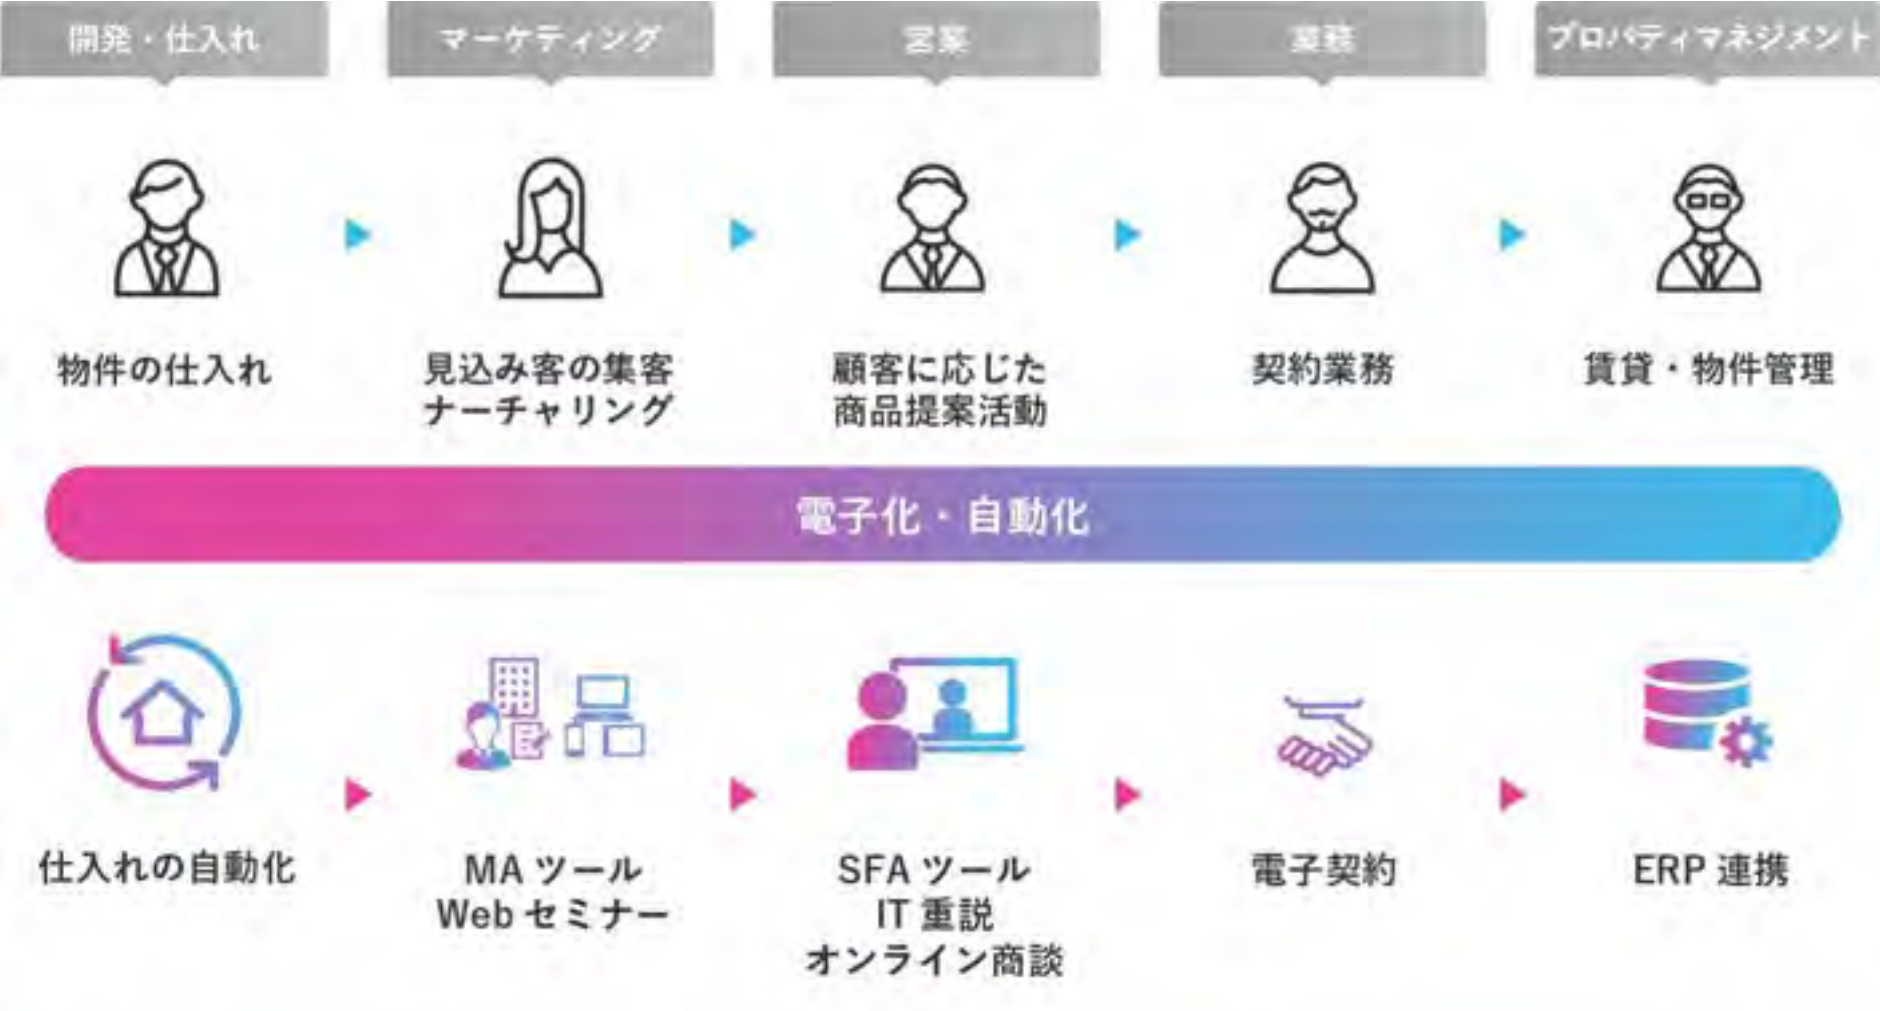 開発・仕入れ
マーケティング
営業
業務
プロパティマネジメント
物件の仕入れ
見込み客の集客
ナーチャリング
顧客に応じた
商品提案活動
契約業務
賃貸・物件管理
電子化・自動化
仕入れの自動化
MA ツール
Web セミナー
SFA ツール
IT 重説
オンライン商談
電子契約
ERP 連携